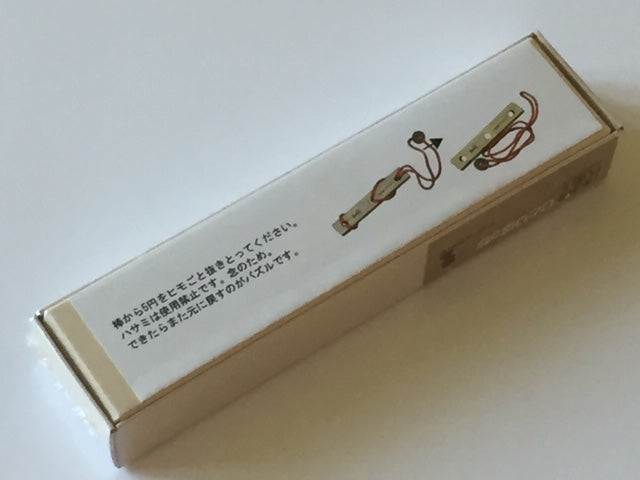 棒から5円をヒモごと抜きとってください。
ハサミは使用禁止です。念のため。
できたらまた元に戻すのがパズルです。